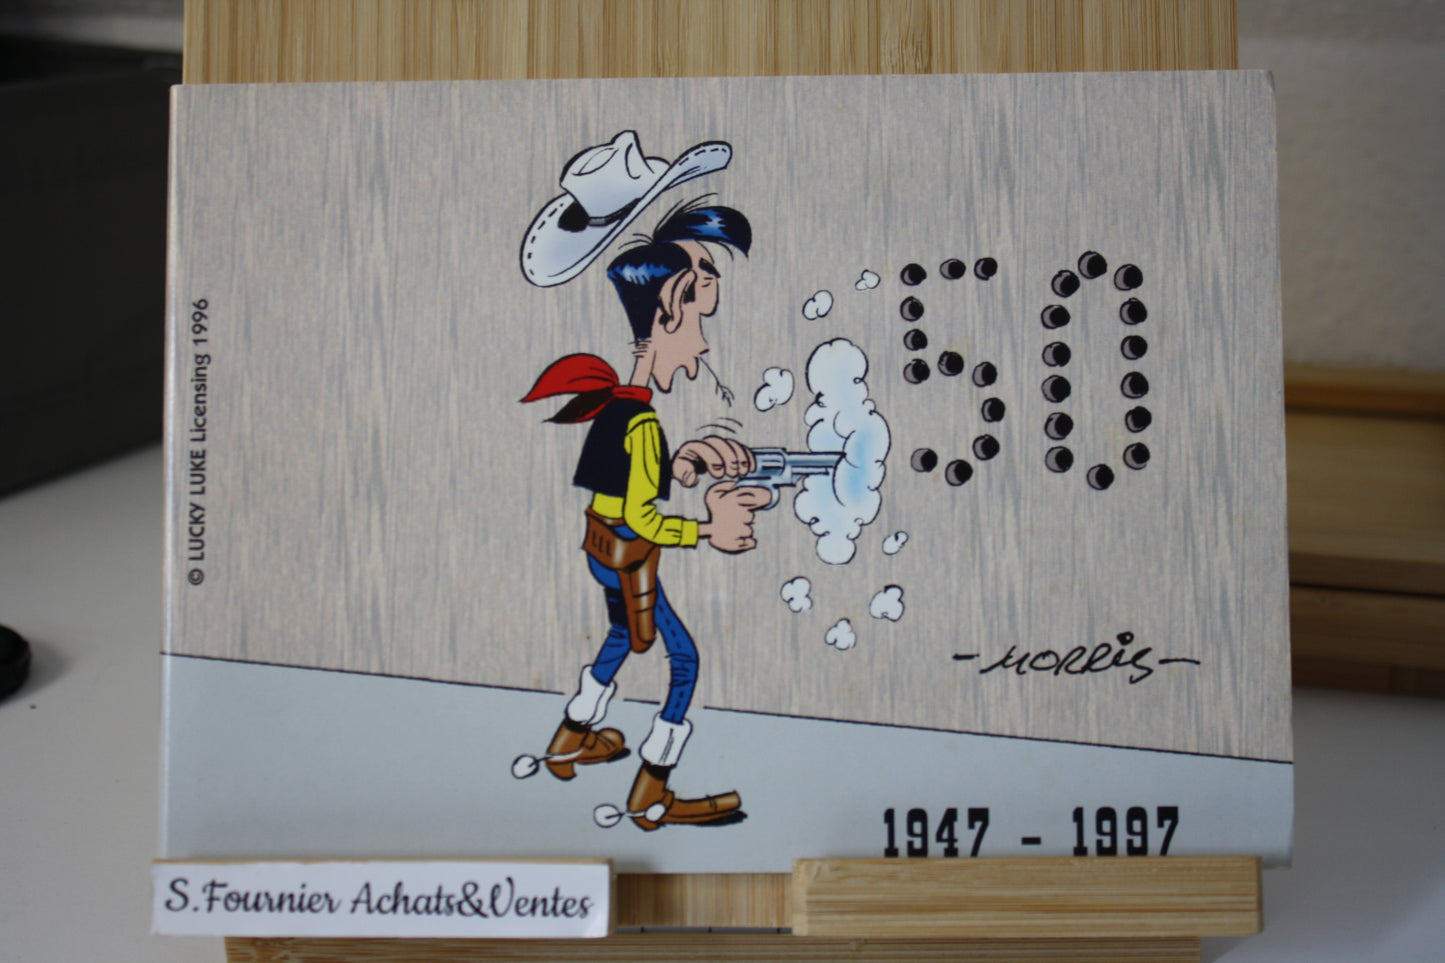 © LUCKY LUKE Licensing 1996
50
-MORRIS-
1947 - 1997
S.Fournier Achats&Ventes